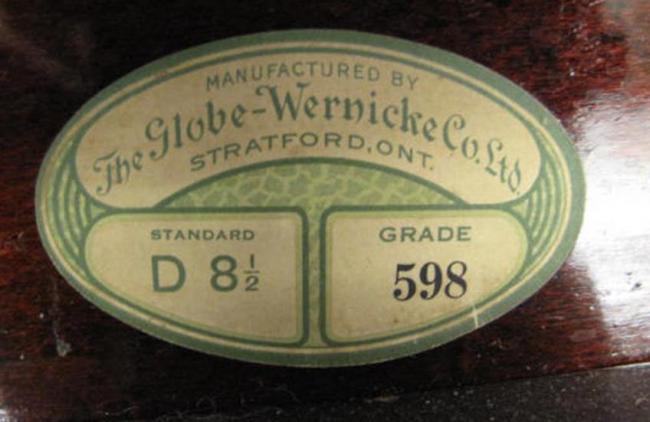 MANUFACTURED BY
The Globe-Wernicke Co. Ltd.
STRATFORD, ONT.
STANDARD
D 8½
GRADE
598